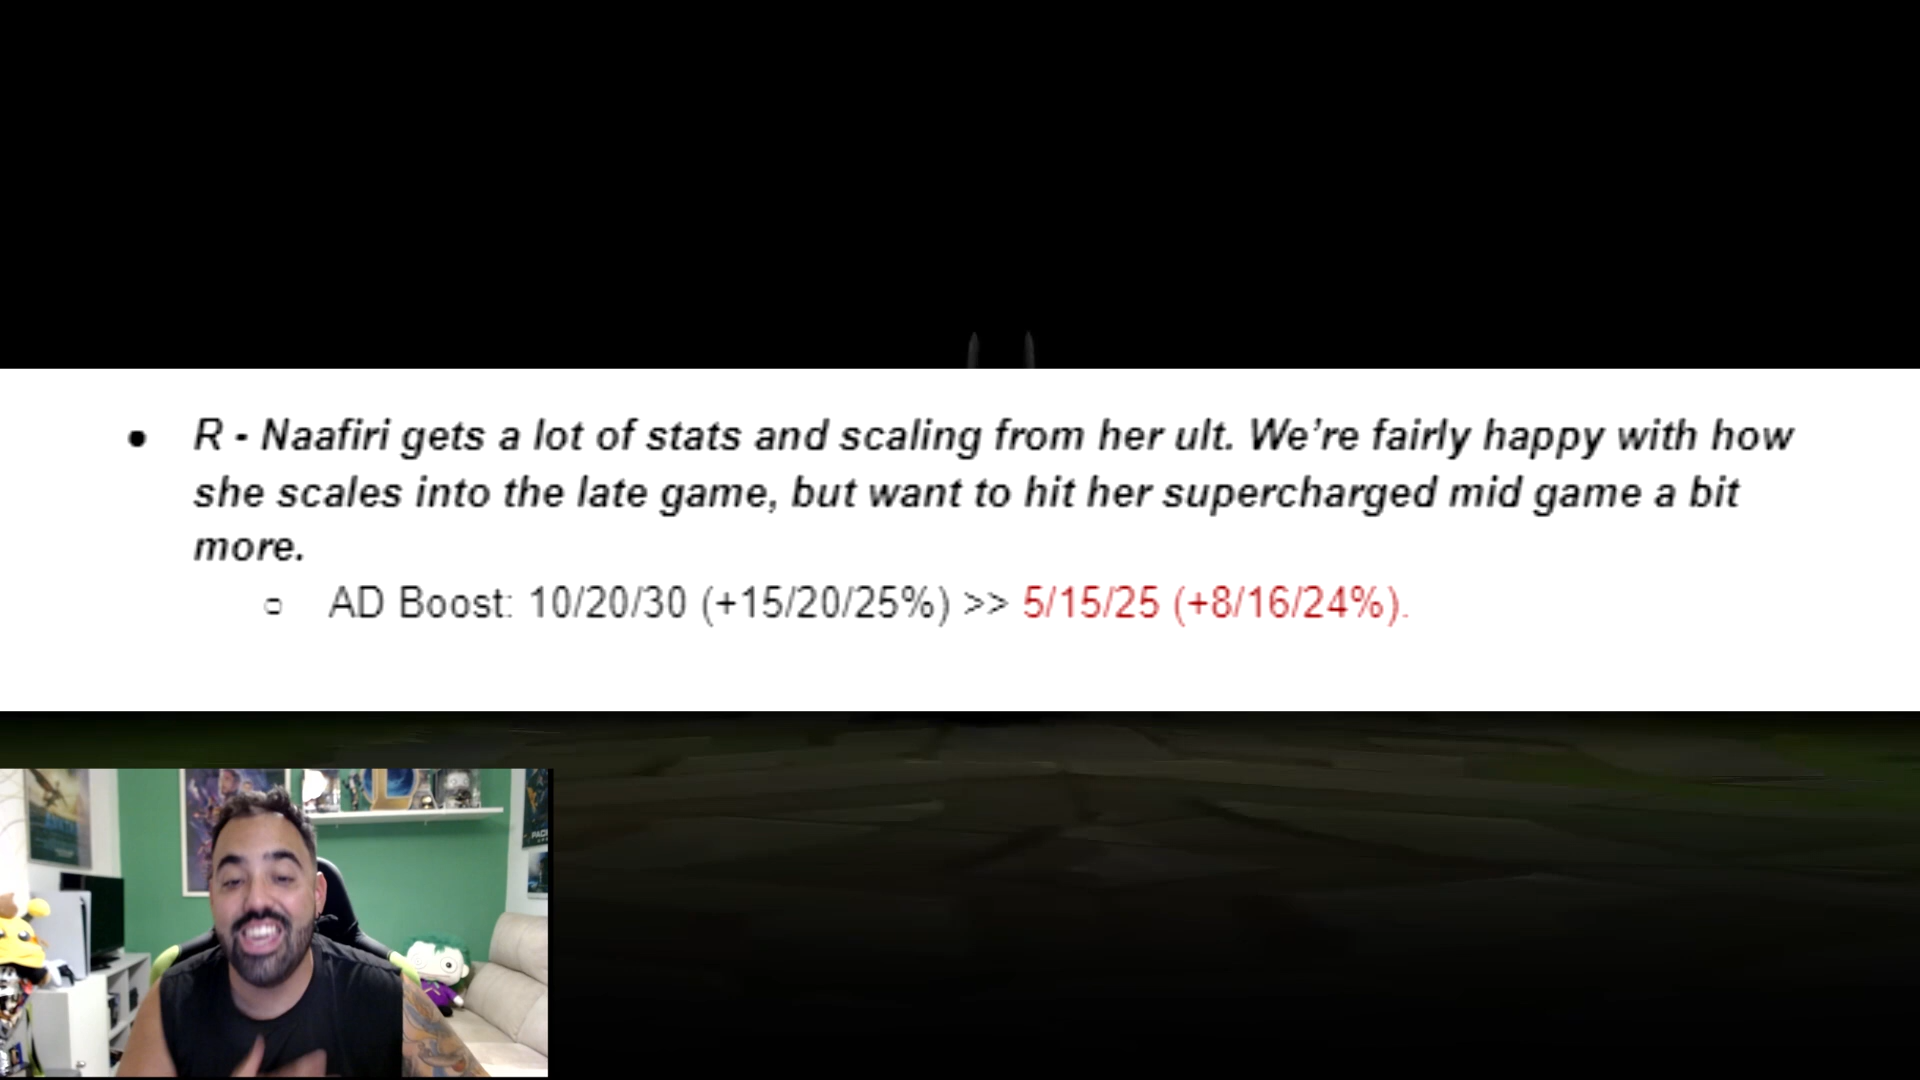 ● R - Naafiri gets a lot of stats and scaling from her ult. We're fairly happy with how
she scales into the late game, but want to hit her supercharged mid game a bit
more.
○ AD Boost: 10/20/30 (+15/20/25%) >> 5/15/25 (+8/16/24%).